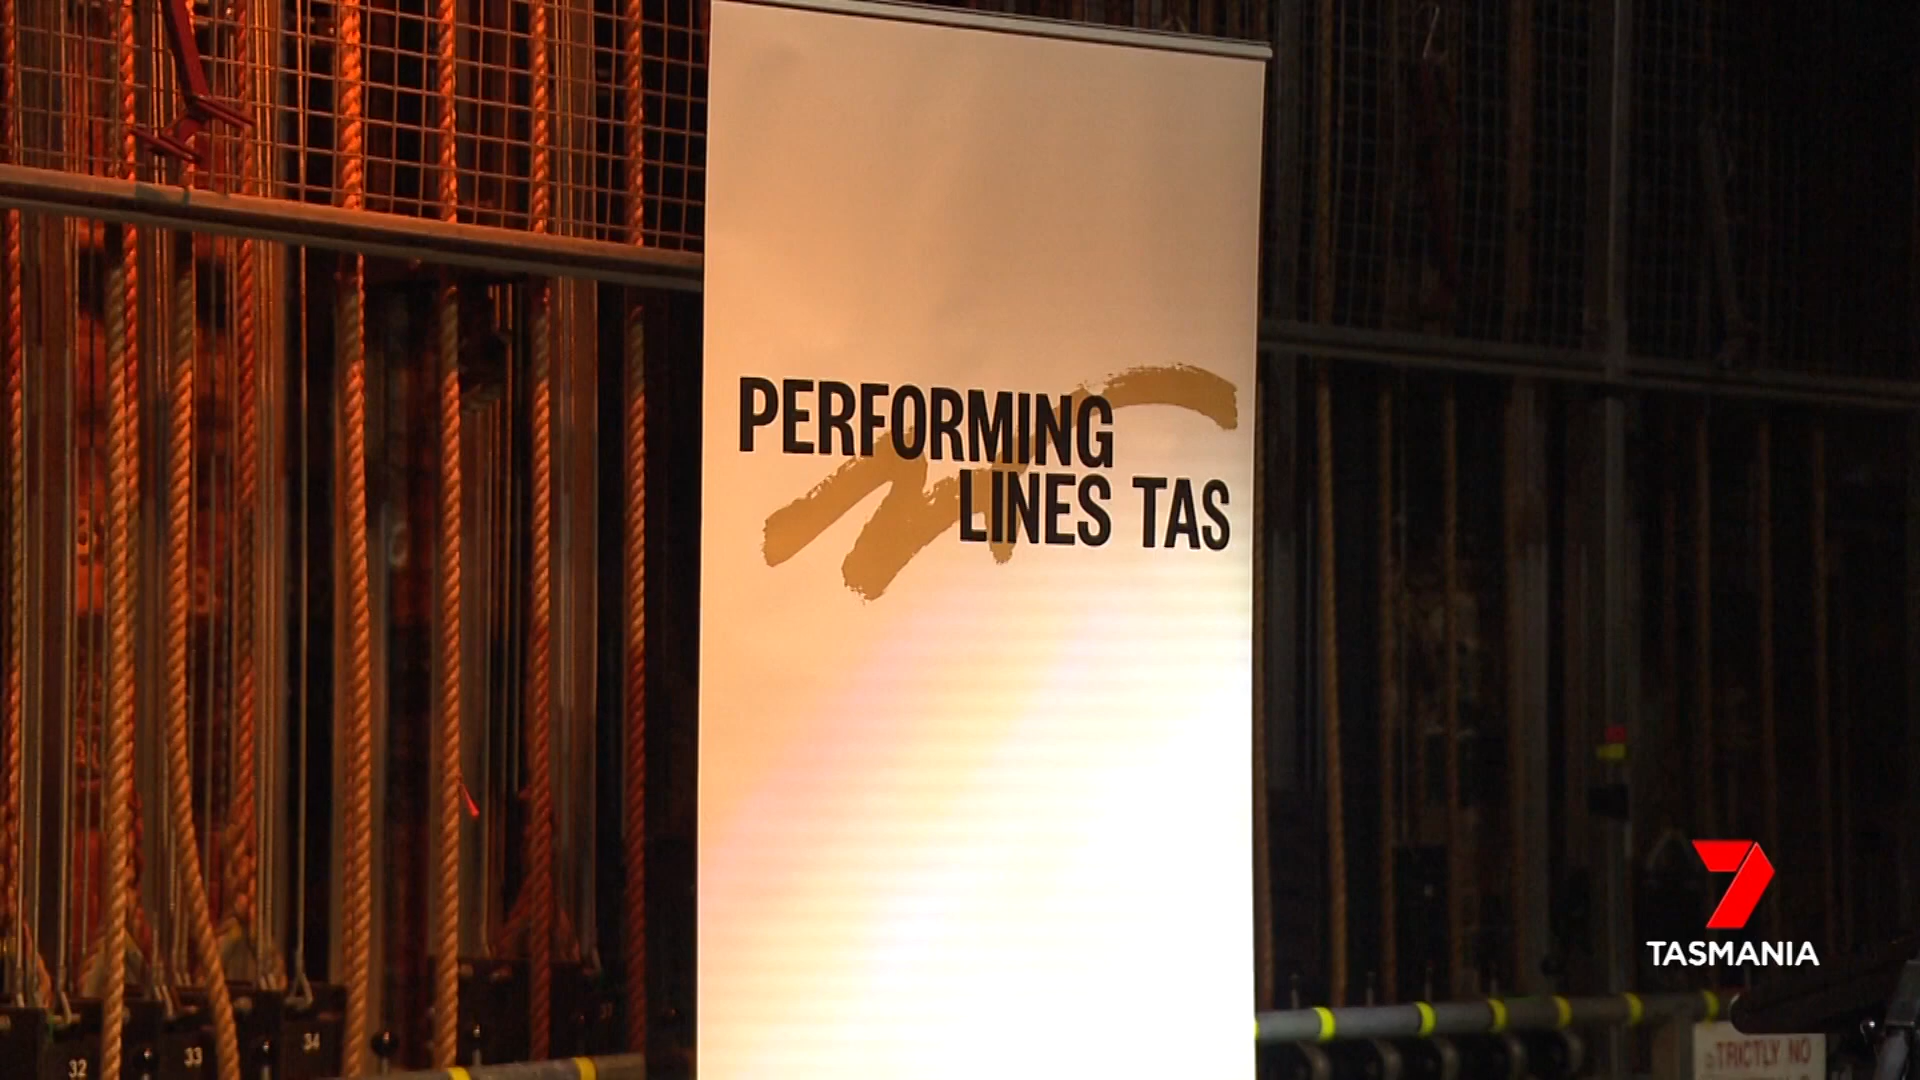 PERFORMING
LINES TAS
7
TASMANIA
32
33
34
STRICTLY NO